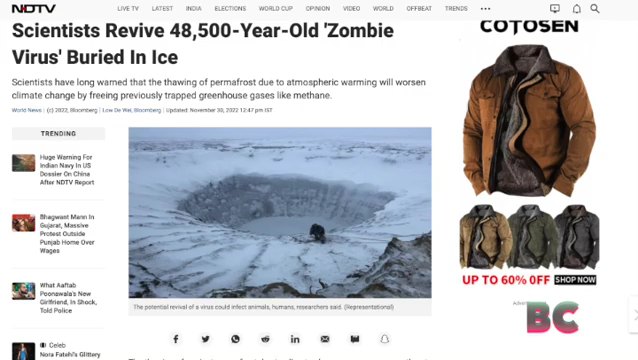 NDTV
LIVE TV LATEST INDIA ELECTIONS WORLD CUP OPINION VIDEO WORLD OFFBEAT TRENDS
Scientists Revive 48,500-Year-Old 'Zombie
Virus' Buried In Ice
Scientists have long warned that the thawing of permafrost due to atmospheric warming will worsen
climate change by freeing previously trapped greenhouse gases like methane.
World News | (c) 2022, Bloomberg | Low De Wei, Bloomberg | Updated: November 30, 2022 12:47 pm IST
TRENDING
Huge Warning For
Indian Navy In US
Dossier On China
After NDTV Report
Bhagwant Mann In
Gujarat, Massive
Protest Outside
Punjab Home Over
Wages
What Aaftab
Poonawala's New
Girlfriend, In Shock,
Told Police
Celeb
Nora Fatehi's Glittery
The potential revival of a virus could infect animals, humans, researchers said. (Representational)
COTOSEN
UP TO 60% OFF SHOP NOW
BC